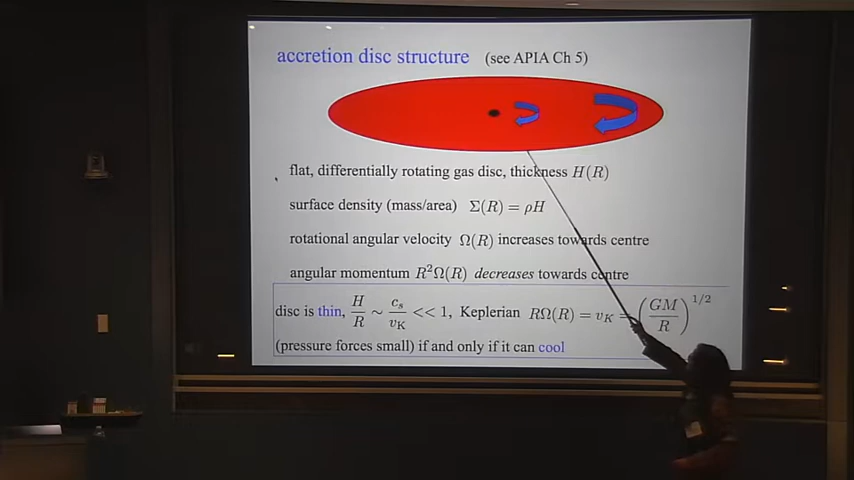 accretion disc structure (see APIA Ch 5)
flat, differentially rotating gas disc, thickness H(R)
surface density (mass/area) Σ(R) = ρH
rotational angular velocity Ω(R) increases towards centre
angular momentum R²Ω(R) decreases towards centre
disc is thin, H/R ~ c_s/v_K << 1, Keplerian RΩ(R) = v_K = (GM/R)^1/2
(pressure forces small) if and only if it can cool